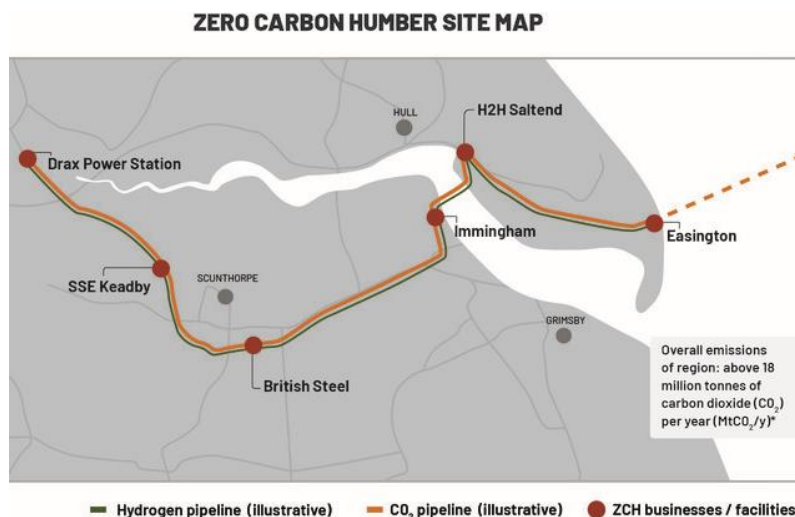 ZERO CARBON HUMBER SITE MAP
HULL
H2H Saltend
Drax Power Station
Immingham
Easington
SSE Keadby
SCUNTHORPE
GRIMSBY
British Steel
Overall emissions
of region: above 18
million tonnes of
carbon dioxide (CO₂)
per year (MtCO₂/y)*
Hydrogen pipeline (illustrative)
CO₂ pipeline (illustrative)
ZCH businesses / facilities